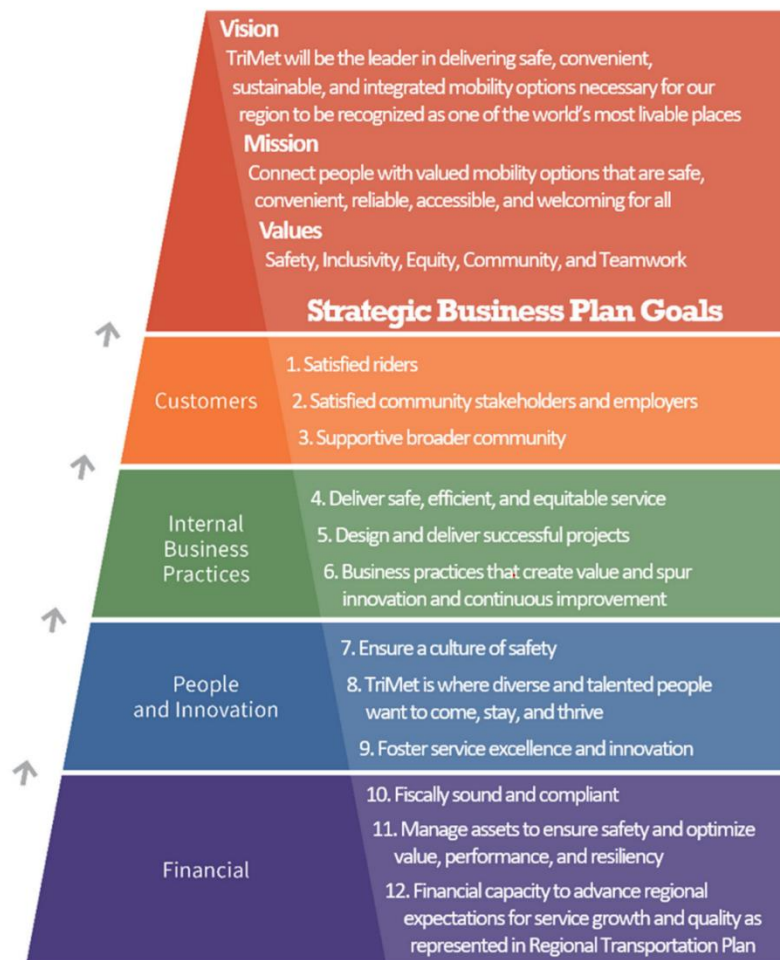 Vision
TriMet will be the leader in delivering safe, convenient,
sustainable, and integrated mobility options necessary for our
region to be recognized as one of the world's most livable places
Mission
Connect people with valued mobility options that are safe,
convenient, reliable, accessible, and welcoming for all
Values
Safety, Inclusivity, Equity, Community, and Teamwork
Strategic Business Plan Goals
Customers
1. Satisfied riders
2. Satisfied community stakeholders and employers
3. Supportive broader community
Internal
Business
Practices
4. Deliver safe, efficient, and equitable service
5. Design and deliver successful projects
6. Business practices that create value and spur
innovation and continuous improvement
People
and Innovation
7. Ensure a culture of safety
8. TriMet is where diverse and talented people
want to come, stay, and thrive
9. Foster service excellence and innovation
Financial
10. Fiscally sound and compliant
11. Manage assets to ensure safety and optimize
value, performance, and resiliency
12. Financial capacity to advance regional
expectations for service growth and quality as
represented in Regional Transportation Plan